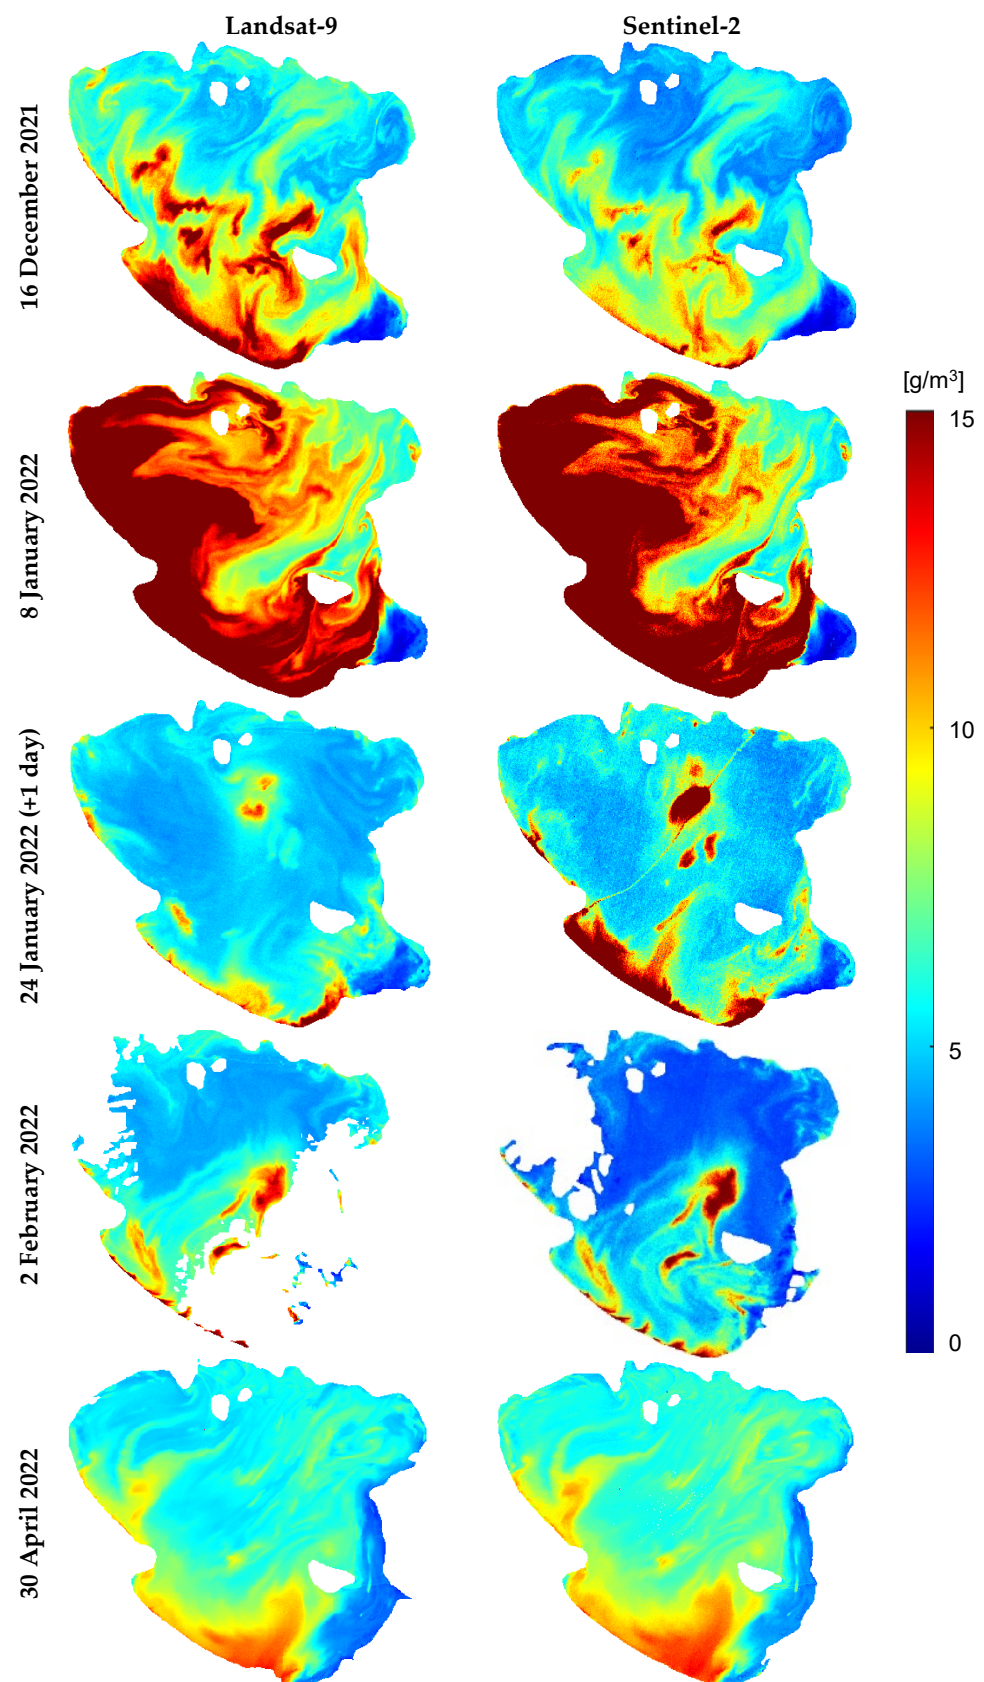 Landsat-9 Sentinel-2
16 December 2021
8 January 2022
[g/m³]
15
10
5
0
24 January 2022 (+1 day)
2 February 2022
30 April 2022